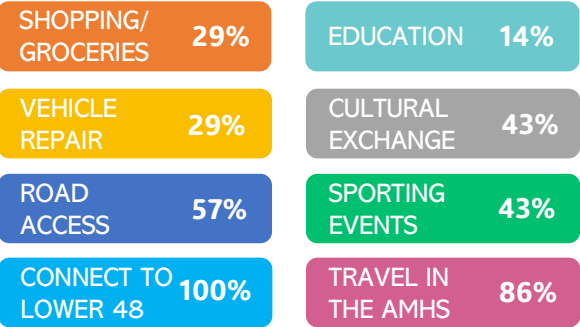 SHOPPING/
GROCERIES
29%
EDUCATION
14%
VEHICLE
REPAIR
29%
CULTURAL
EXCHANGE
43%
ROAD
ACCESS
57%
SPORTING
EVENTS
43%
CONNECT TO
LOWER 48
100%
TRAVEL IN
THE AMHS
86%